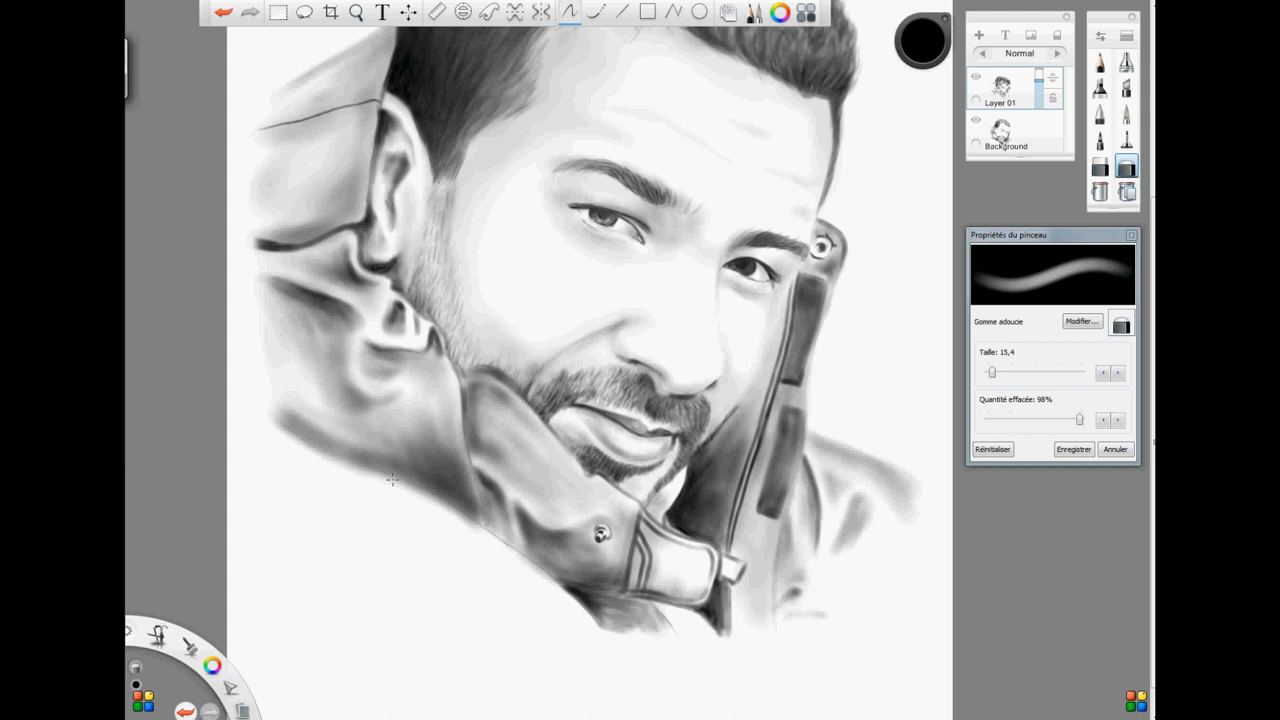 T
T
Normal
Layer 01
Background
Propriétés du pinceau
Gomme adoucie
Modifier...
Taille: 15,4
Quantité effacée: 98%
Réinitialiser
Enregistrer
Annuler